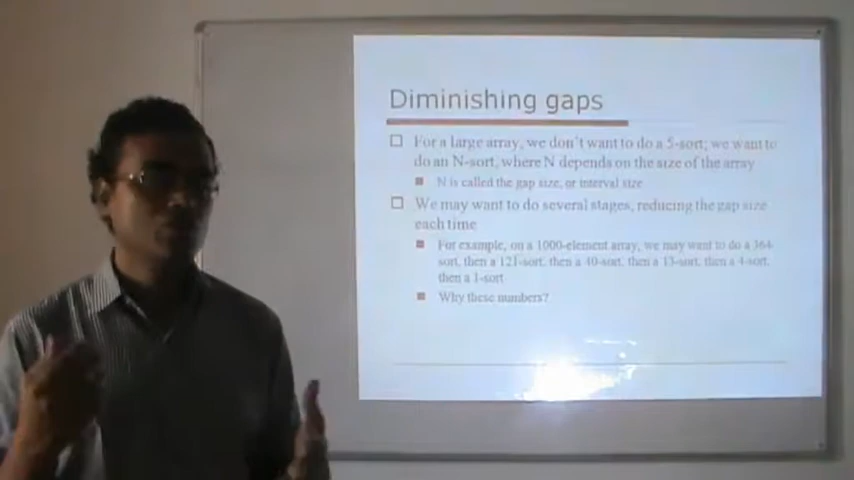 Diminishing gaps
For a large array, we don't want to do a 5-sort; we want to
do an N-sort, where N depends on the size of the array
N is called the gap size, or interval size
We may want to do several stages, reducing the gap size
each time
For example, on a 1000-element array, we may want to do a 364-
sort, then a 121-sort, then a 40-sort, then a 13-sort, then a 4-sort,
then a 1-sort
Why these numbers?